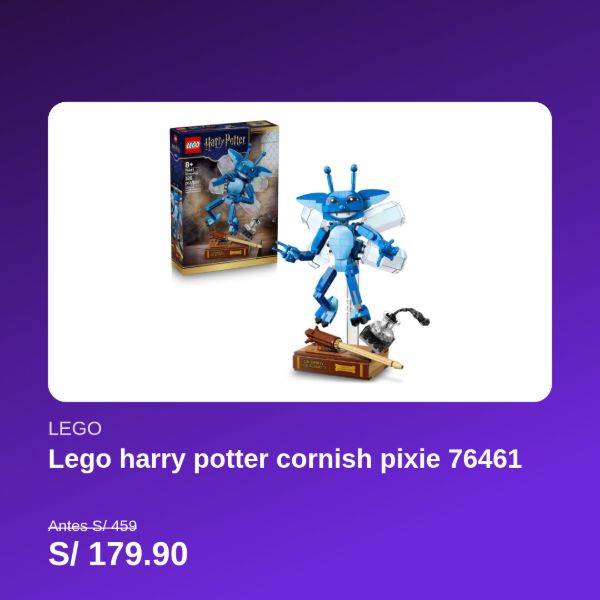 LEGO
Harry Potter
8+
LEGO
Lego harry potter cornish pixie 76461
Antes S/ 459
S/ 179.90